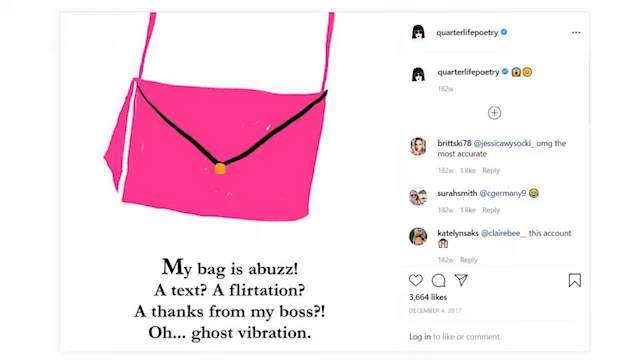 My bag is abuzz!
A text? A flirtation?
A thanks from my boss?!
Oh... ghost vibration.
quarterlifepoetry
quarterlifepoetry
182w
brittski78 @jessicawysocki_ omg the
most accurate
182w 1 like Reply
surahsmith @cgermany9
182w 1 like Reply
katelynsaks @clairebee__ this account
182w Reply
3,664 likes
DECEMBER 4, 2017
Log in to like or comment.